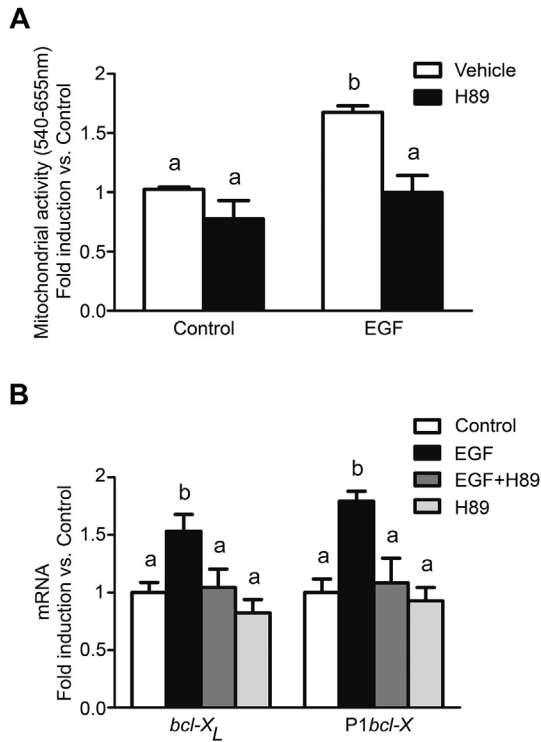 A
Mitochondrial activity (540-655nm)
Fold induction vs. Control
2
1.5
1
0.5
0.0
Vehicle
H89
a
a
b
a
Control
EGF
B
mRNA
Fold induction vs. Control
2
1.5
1
0.5
0.0
Control
EGF
EGF+H89
H89
a
b
a
a
a
b
a
a
bcl-XL
P1bcl-X